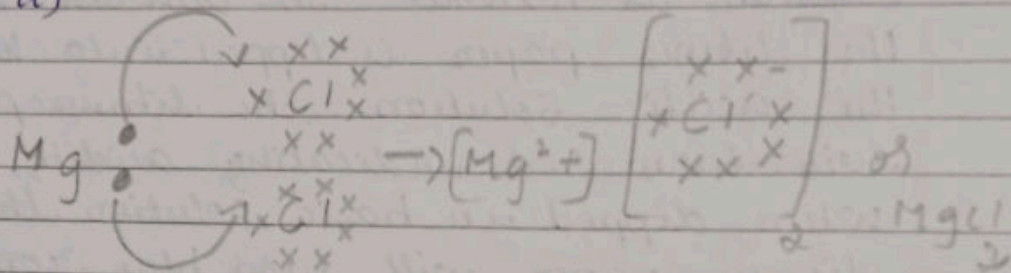 a)
× ×
× Cl × ×
× ×
Mg : → [Mg²+] [× × - × Cl × × × ×]₂ or MgCl₂
× ×
× Cl × ×
× ×